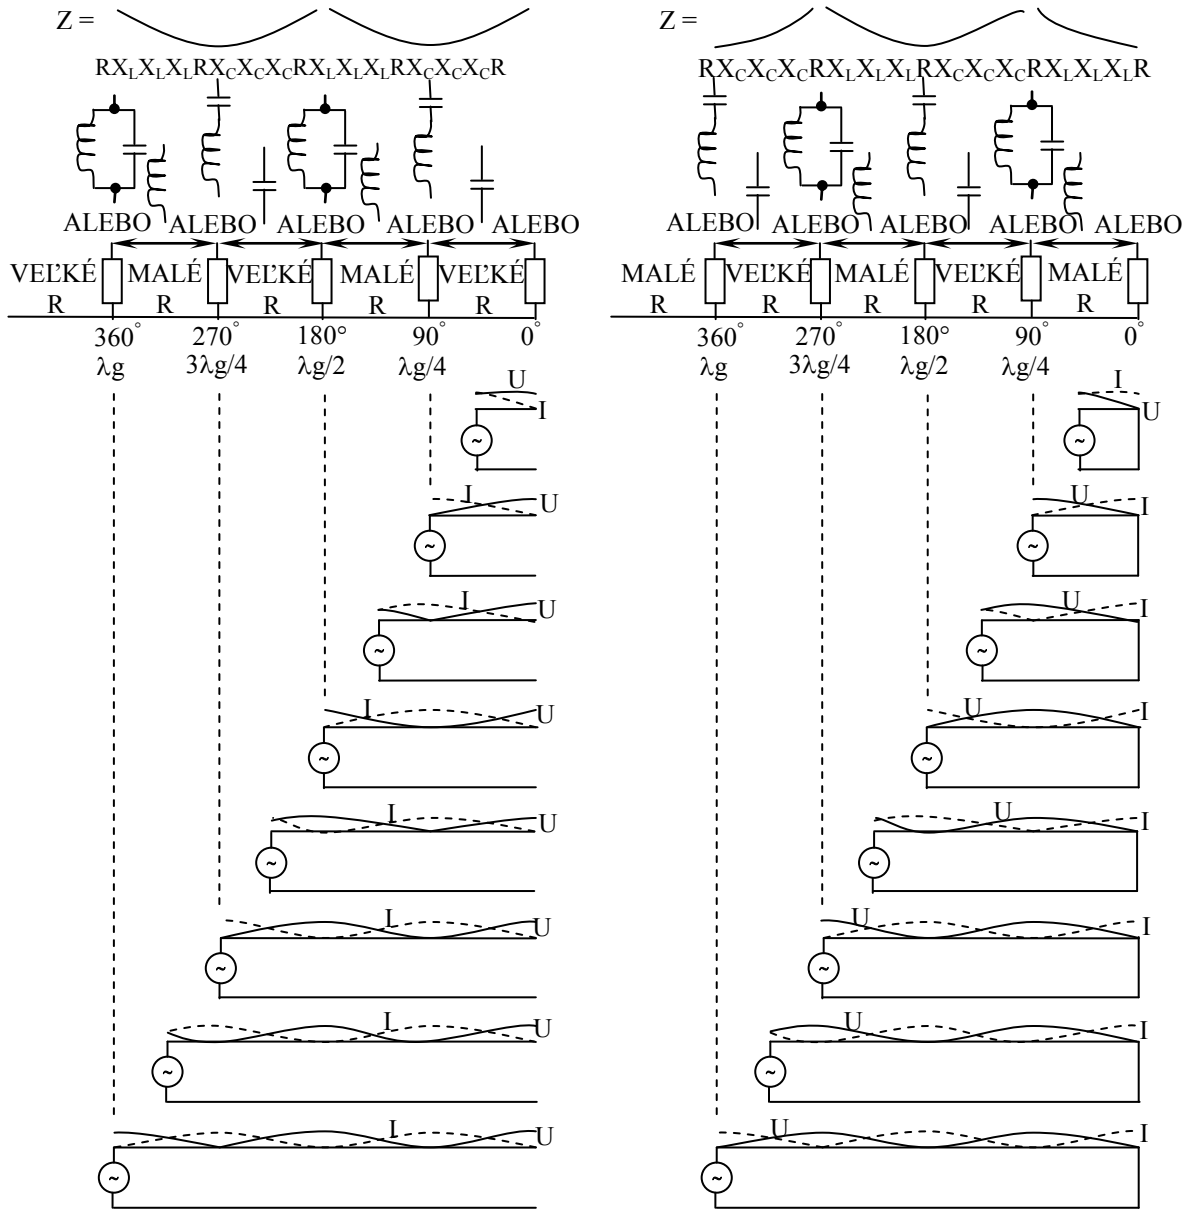 Z =
RX_LX_LX_LRX_CX_CX_CRX_LX_LX_LRX_CX_CX_CR
ALEBO ALEBO ALEBO ALEBO ALEBO
VEĽKÉ R MALÉ R VEĽKÉ R MALÉ R VEĽKÉ R
360° 270° 180° 90° 0°
λg 3λg/4 λg/2 λg/4
U
I
~
I U
~
I U
~
I U
~
I U
~
I U
~
I U
~
I U
~
Z =
RX_CX_CX_CRX_LX_LX_LRX_CX_CX_CRX_LX_LX_LR
ALEBO ALEBO ALEBO ALEBO ALEBO
MALÉ R VEĽKÉ R MALÉ R VEĽKÉ R MALÉ R
360° 270° 180° 90° 0°
λg 3λg/4 λg/2 λg/4
I
U
~
U I
~
U I
~
U I
~
U I
~
U I
~
U I
~
U I
~